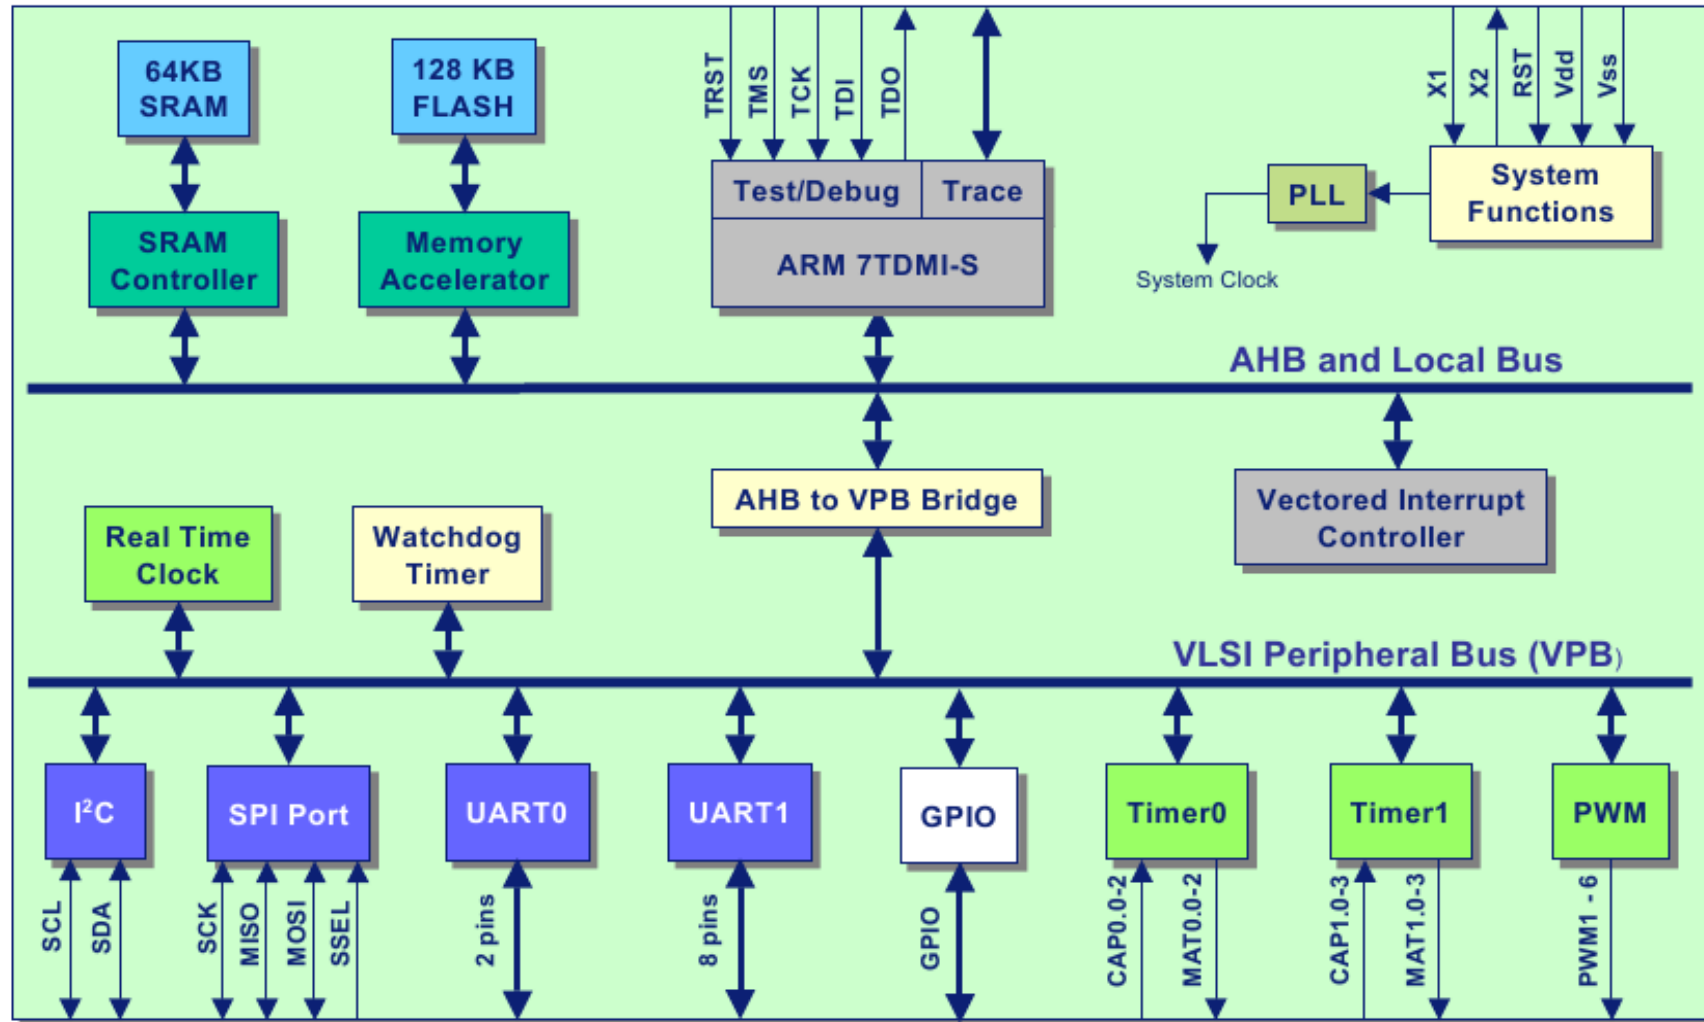 64KB
SRAM
128 KB
FLASH
TRST
TMS
TCK
TDI
TDO
X1
X2
RST
Vdd
Vss
Test/Debug
Trace
ARM 7TDMI-S
PLL
System
Functions
System Clock
SRAM
Controller
Memory
Accelerator
AHB and Local Bus
AHB to VPB Bridge
Vectored Interrupt
Controller
Real Time
Clock
Watchdog
Timer
VLSI Peripheral Bus (VPB)
I²C
SPI Port
UART0
UART1
GPIO
Timer0
Timer1
PWM
SCL
SDA
SCK
MISO
MOSI
SSEL
2 pins
8 pins
GPIO
CAP0.0-2
MAT0.0-2
CAP1.0-3
MAT1.0-3
PWM1 - 6